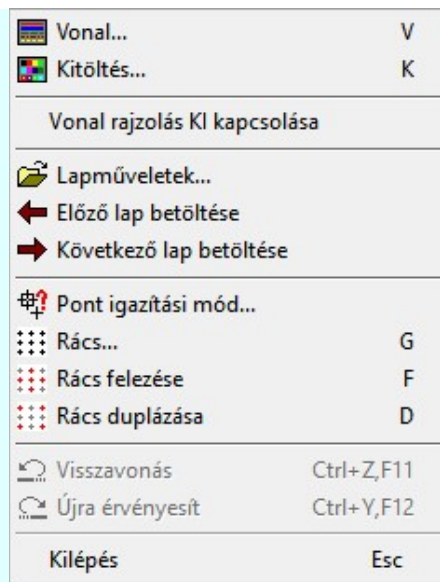 Vonal... V
Kitöltés... K
Vonal rajzolás KI kapcsolása
Lapműveletek...
Előző lap betöltése
Következő lap betöltése
Pont igazítási mód...
Rács... G
Rács felezése F
Rács duplázása D
Visszavonás Ctrl+Z,F11
Újra érvényesít Ctrl+Y,F12
Kilépés Esc